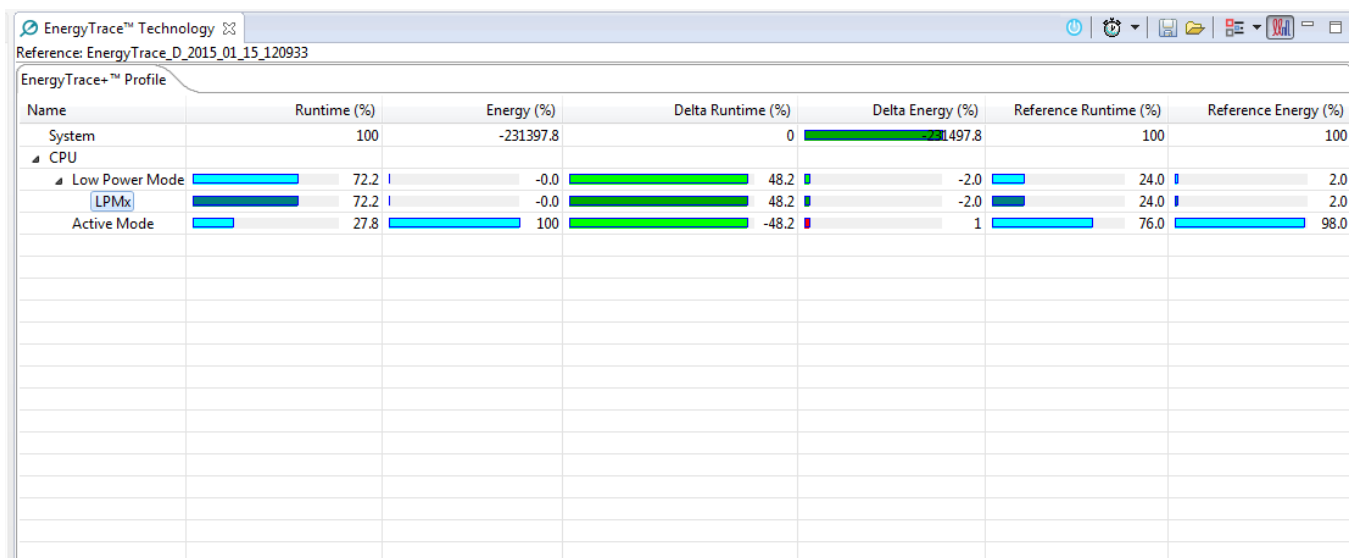 EnergyTrace™ Technology
Reference: EnergyTrace_D_2015_01_15_120933
EnergyTrace+™ Profile
Name Runtime (%) Energy (%) Delta Runtime (%) Delta Energy (%) Reference Runtime (%) Reference Energy (%)
System 100 -231397.8 0 -231497.8 100 100
CPU
Low Power Mode 72.2 -0.0 48.2 -2.0 24.0 2.0
LPMx 72.2 -0.0 48.2 -2.0 24.0 2.0
Active Mode 27.8 100 -48.2 1 76.0 98.0